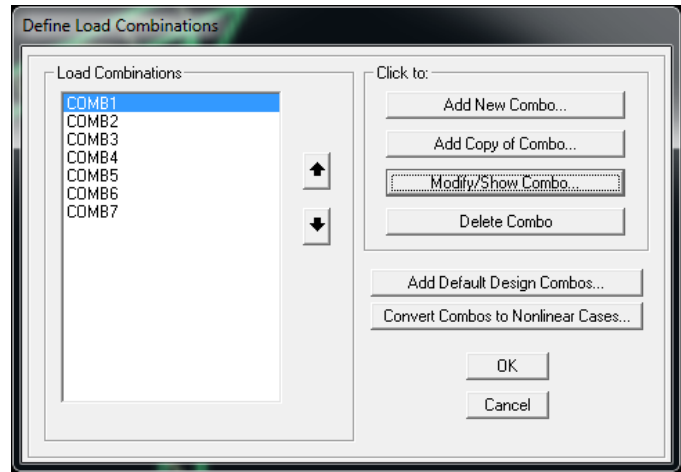 Define Load Combinations
Load Combinations
COMB1
COMB2
COMB3
COMB4
COMB5
COMB6
COMB7
Click to:
Add New Combo...
Add Copy of Combo...
Modify/Show Combo...
Delete Combo
Add Default Design Combos...
Convert Combos to Nonlinear Cases...
OK
Cancel